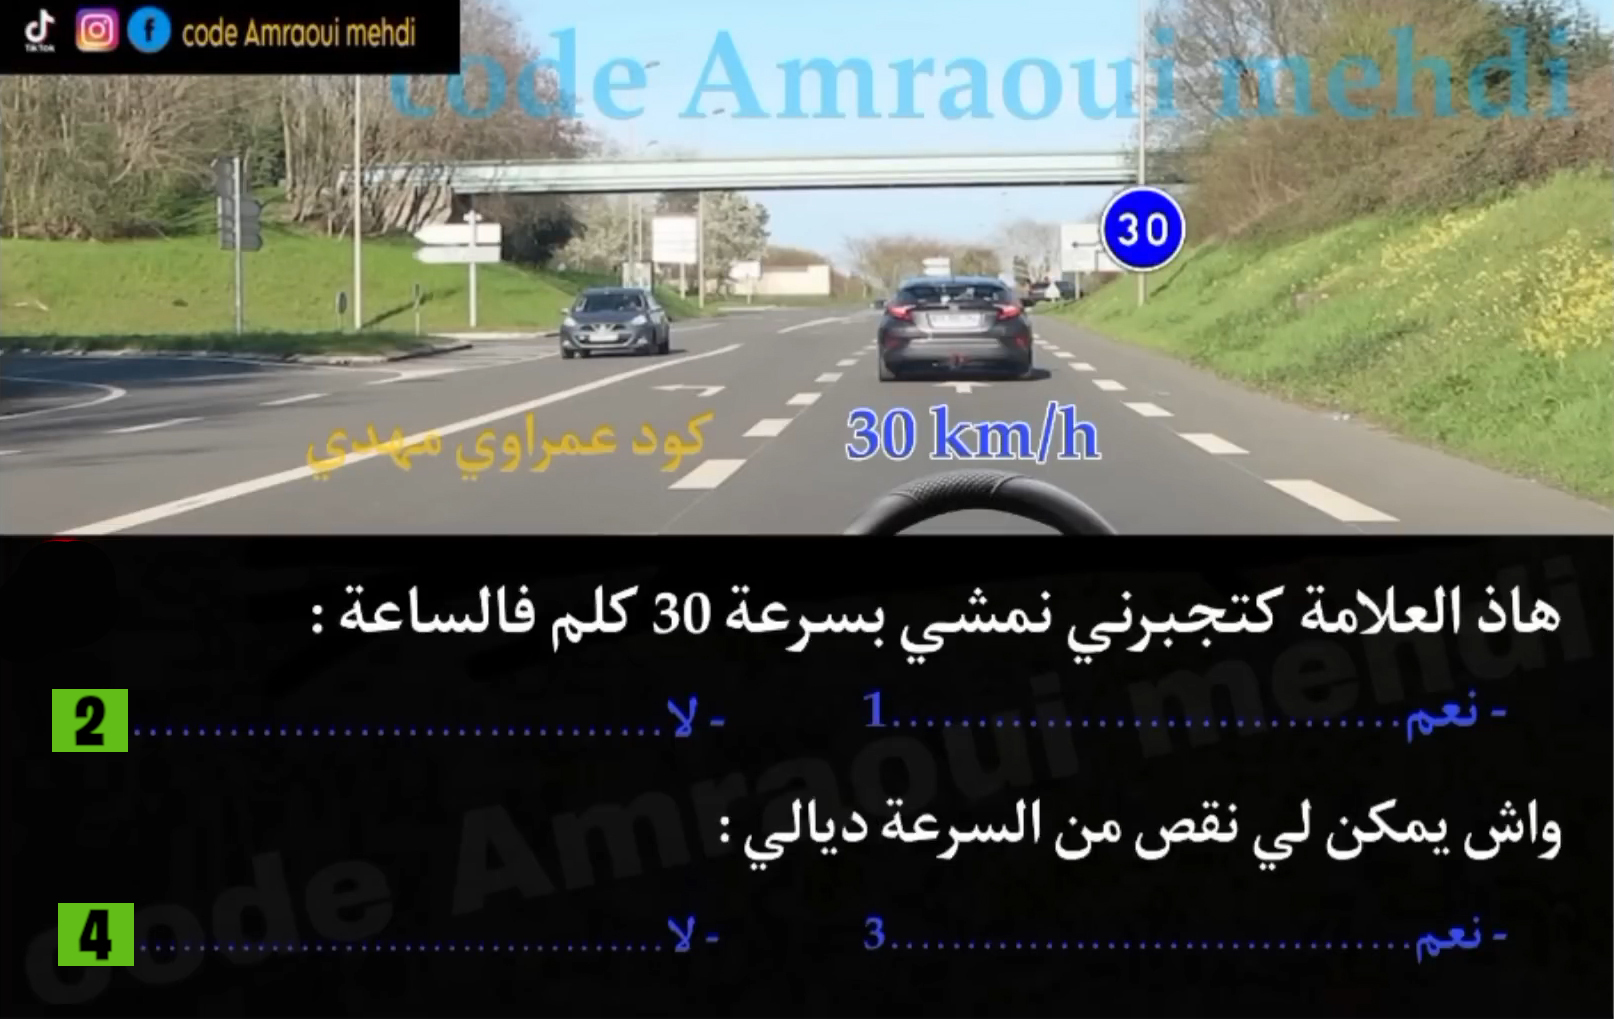 TikTok
code Amraoui mehdi
code Amraoui mehdi
30
30 km/h
كود عمراوي مهدي
هاذ العلامة كتجبرني نمشي بسرعة 30 كلم فالساعة :
- نعم..............................1 - لا.................................2
واش يمكن لي نقص من السرعة ديالي :
- نعم...............................3 - لا.................................4
code Amraoui mehdi